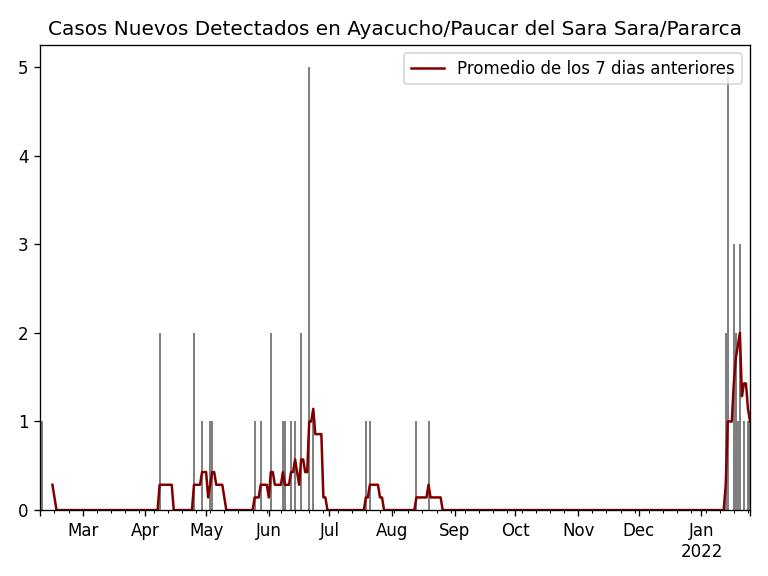 Casos Nuevos Detectados en Ayacucho/Paucar del Sara Sara/Pararca
Promedio de los 7 dias anteriores
5
4
3
2
1
0
Mar Apr May Jun Jul Aug Sep Oct Nov Dec Jan
2022